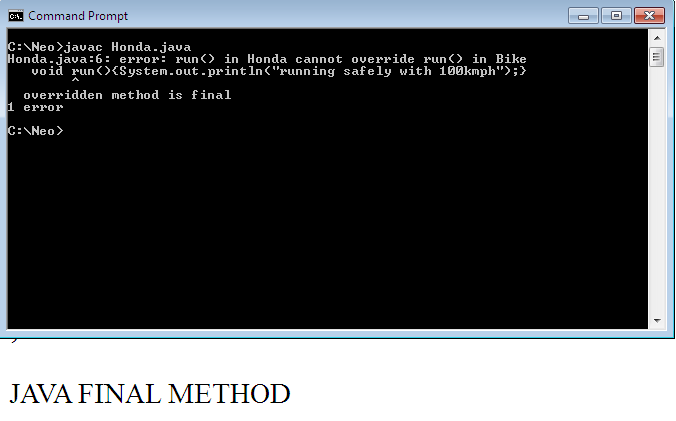 Command Prompt
C:\Neo>javac Honda.java
Honda.java:6: error: run() in Honda cannot override run() in Bike
   void run(){System.out.println("running safely with 100kmph");}
        ^
  overridden method is final
1 error
C:\Neo>
JAVA FINAL METHOD